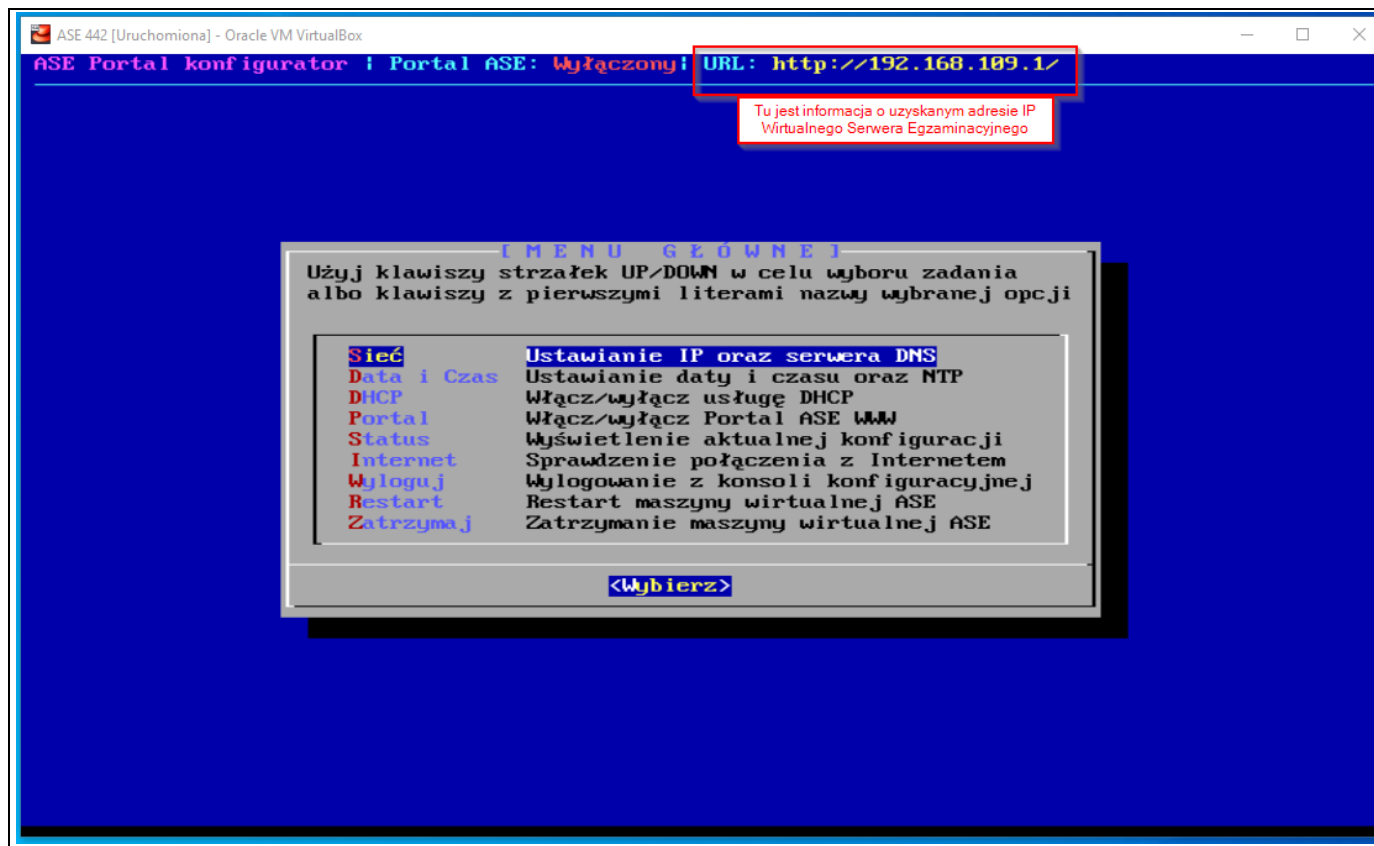 ASE 442 [Uruchomiona] - Oracle VM VirtualBox
ASE Portal konfigurator | Portal ASE: Wyłączony| URL: http://192.168.109.1/
Tu jest informacja o uzyskanym adresie IP
Wirtualnego Serwera Egzaminacyjnego
[ M E N U   G Ł Ó W N E ]
Użyj klawiszy strzałek UP/DOWN w celu wyboru zadania
albo klawiszy z pierwszymi literami nazwy wybranej opcji
Sieć Ustawianie IP oraz serwera DNS
Data i Czas Ustawianie daty i czasu oraz NTP
DHCP Włącz/wyłącz usługę DHCP
Portal Włącz/wyłącz Portal ASE WWW
Status Wyświetlenie aktualnej konfiguracji
Internet Sprawdzenie połączenia z Internetem
Wyloguj Wylogowanie z konsoli konfiguracyjnej
Restart Restart maszyny wirtualnej ASE
Zatrzymaj Zatrzymanie maszyny wirtualnej ASE
<Wybierz>